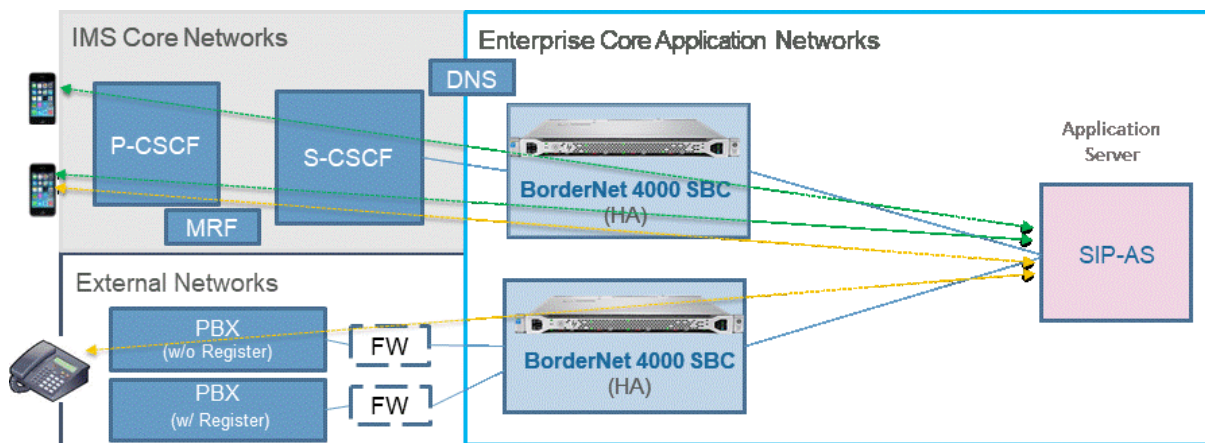 IMS Core Networks
Enterprise Core Application Networks
DNS
P-CSCF
S-CSCF
MRF
BorderNet 4000 SBC
(HA)
Application
Server
SIP-AS
External Networks
PBX
(w/o Register)
FW
PBX
(w/ Register)
FW
BorderNet 4000 SBC
(HA)